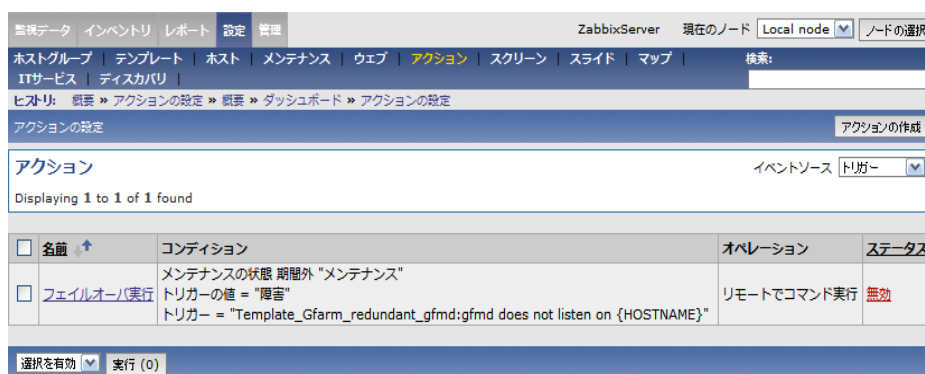 監視データ インベントリ レポート 設定 管理 ZabbixServer 現在のノード Local node ノードの選択
ホストグループ | テンプレート | ホスト | メンテナンス | ウェブ | アクション | スクリーン | スライド | マップ | 検索:
ITサービス | ディスカバリ |
ヒストリ: 概要 » アクションの設定 » 概要 » ダッシュボード » アクションの設定
アクションの設定 アクションの作成
アクション イベントソース トリガー
Displaying 1 to 1 of 1 found
名前 コンディション オペレーション ステータス
メンテナンスの状態 期間外 "メンテナンス"
フェイルオーバ実行 トリガーの値 = "障害" リモートでコマンド実行 無効
トリガー = "Template_Gfarm_redundant_gfmd:gfmd does not listen on {HOSTNAME}"
選択を有効 実行 (0)